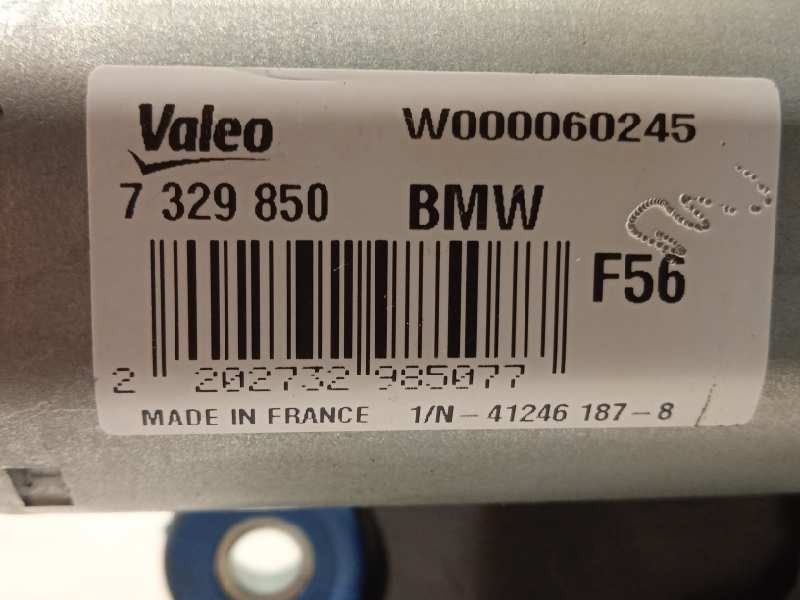 Valeo W000060245
7 329 850 BMW
F56
2 202732 985077
MADE IN FRANCE 1/N - 41246 187 - 8